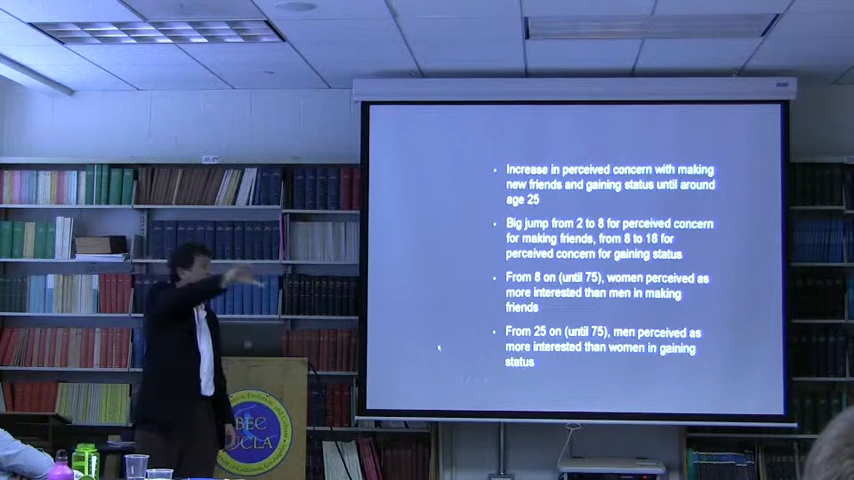 • Increase in perceived concern with making
new friends and gaining status until around
age 25
• Big jump from 2 to 8 for perceived concern
for making friends, from 8 to 18 for
perceived concern for gaining status
• From 8 on (until 75), women perceived as
more interested than men in making
friends
• From 25 on (until 75), men perceived as
more interested than women in gaining
status
BEC
UCLA